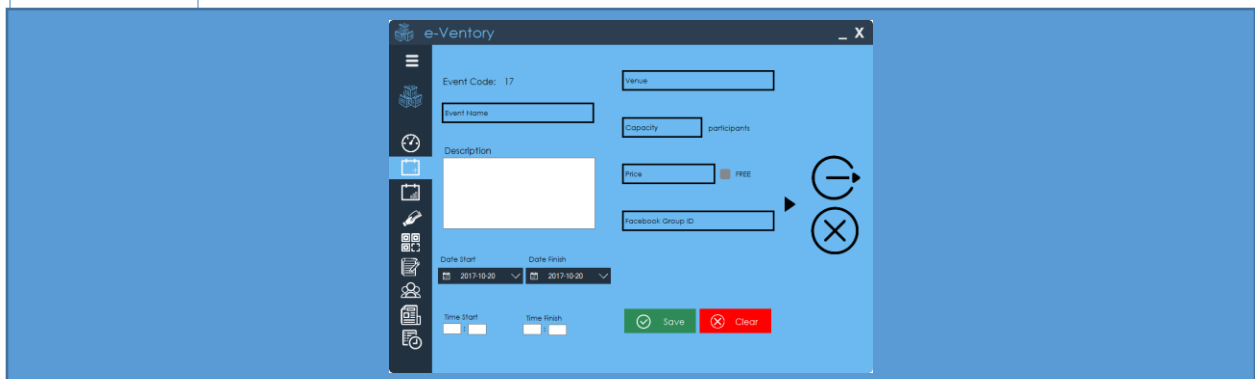 e-Ventory
_ X
Event Code: 17
Event Name
Description
Date Start Date Finish
2017-10-20 2017-10-20
Time Start Time Finish
: :
Venue
Capacity participants
Price FREE
Facebook Group ID
Save Clear